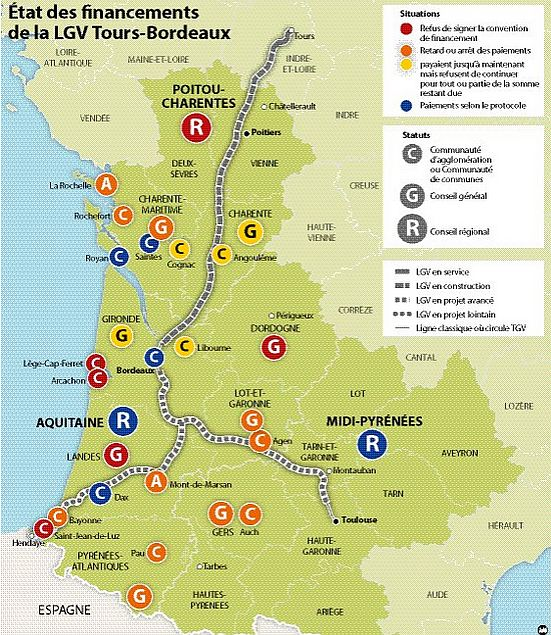 État des financements
de la LGV Tours-Bordeaux
Situations
Refus de signer la convention
de financement
Retard ou arrêt des paiements
payaient jusqu'à maintenant
mais refusent de continuer
pour tout ou partie de la somme
restant due
Paiements selon le protocole
Statuts
C
Communauté
d'agglomération
ou Communauté
de communes
G
Conseil général
R
Conseil régional
LGV en service
LGV en construction
LGV en projet avancé
LGV en projet lointain
Ligne classique où circule TGV
LOIRE-
ATLANTIQUE
MAINE-ET-LOIRE
Tours
INDRE-
ET-LOIRE
POITOU-
CHARENTES
R
Châtellerault
VENDÉE
INDRE
Poitiers
DEUX-
SÈVRES
VIENNE
La Rochelle
A
CREUSE
Rochefort
C
CHARENTE-
MARITIME
G
CHARENTE
G
HAUTE-
VIENNE
Royan
C
C
Saintes
C
Cognac
C
Angoulême
CORRÈZE
GIRONDE
G
Périgueux
DORDOGNE
G
C
Libourne
C
Bordeaux
CANTAL
Lège-Cap-Ferret
C
Arcachon
C
LOT-ET-
GARONNE
G
LOT
LOZÈRE
AQUITAINE
R
MIDI-PYRÉNÉES
R
C
Agen
TARN-ET-
GARONNE
AVEYRON
LANDES
G
Montauban
A
Mont-de-Marsan
TARN
C
Dax
G
GERS
C
Auch
Toulouse
C
Bayonne
C
Saint-Jean-de-Luz
Hendaye
HÉRAULT
HAUTE-
GARONNE
PYRÉNÉES-
ATLANTIQUES
Pau
C
Tarbes
G
HAUTES-
PYRENEES
ARIÈGE
AUDE
ESPAGNE